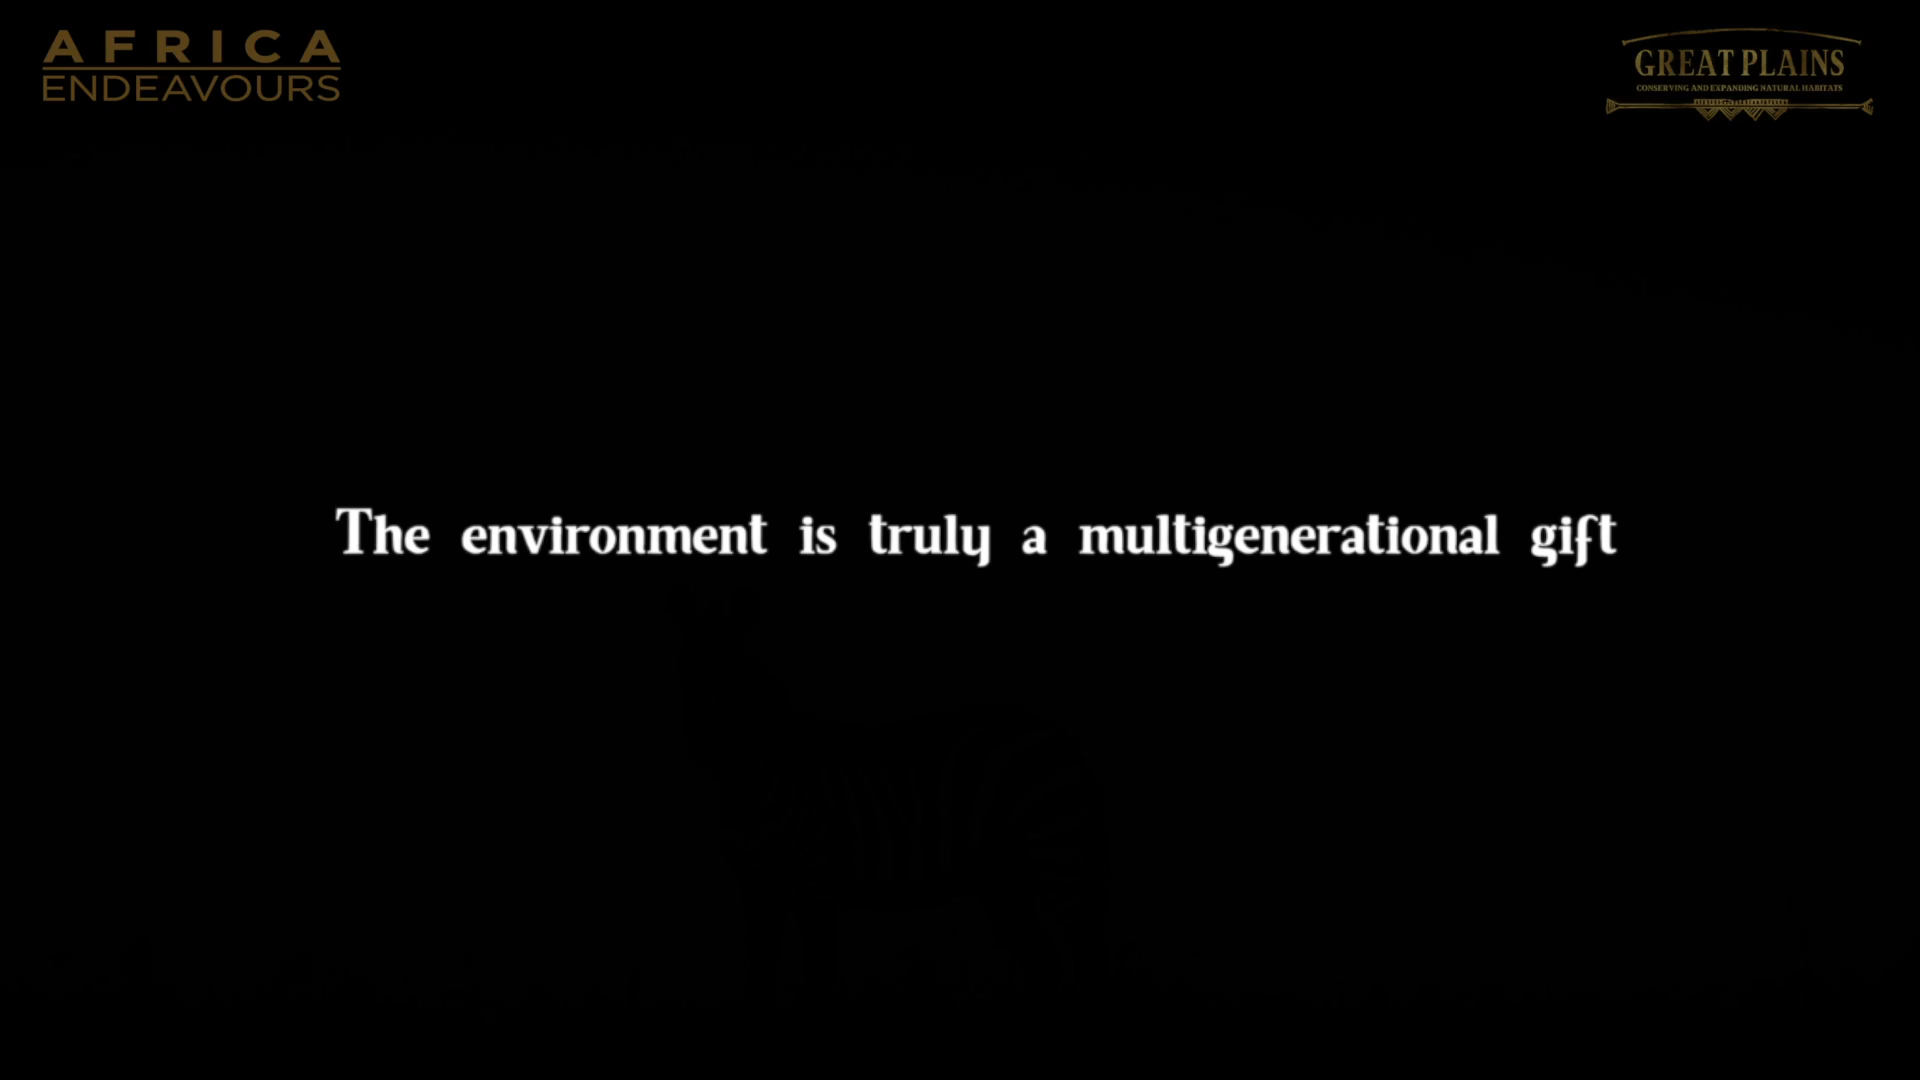 AFRICA
ENDEAVOURS
GREAT PLAINS
CONSERVING AND EXPANDING NATURAL HABITATS
The environment is truly a multigenerational gift